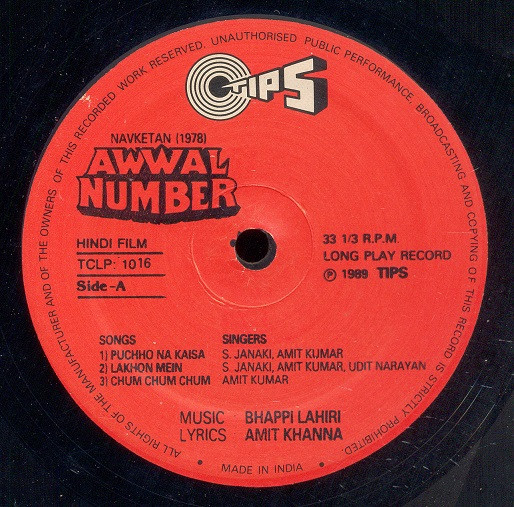 ALL RIGHTS OF THE MANUFACTURER AND OF THE OWNERS OF THIS RECORDED WORK RESERVED. UNAUTHORISED PUBLIC PERFORMANCE, BROADCASTING AND COPYING OF THIS RECORD IS STRICTLY PROHIBITED.
TIPS
NAVKETAN (1978)
AWWAL
NUMBER
HINDI FILM
TCLP: 1016
Side-A
33 1/3 R.P.M.
LONG PLAY RECORD
℗ 1989 TIPS
SONGS SINGERS
1) PUCHHO NA KAISA S. JANAKI, AMIT KUMAR
2) LAKHON MEIN S. JANAKI, AMIT KUMAR, UDIT NARAYAN
3) CHUM CHUM CHUM AMIT KUMAR
MUSIC BHAPPI LAHIRI
LYRICS AMIT KHANNA
• MADE IN INDIA •